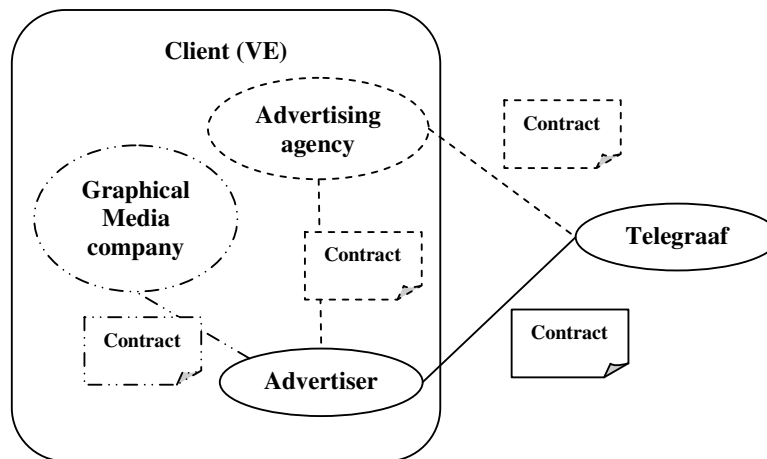 Client (VE)
Advertising
agency
Contract
Graphical
Media
company
Telegraaf
Contract
Contract
Contract
Advertiser